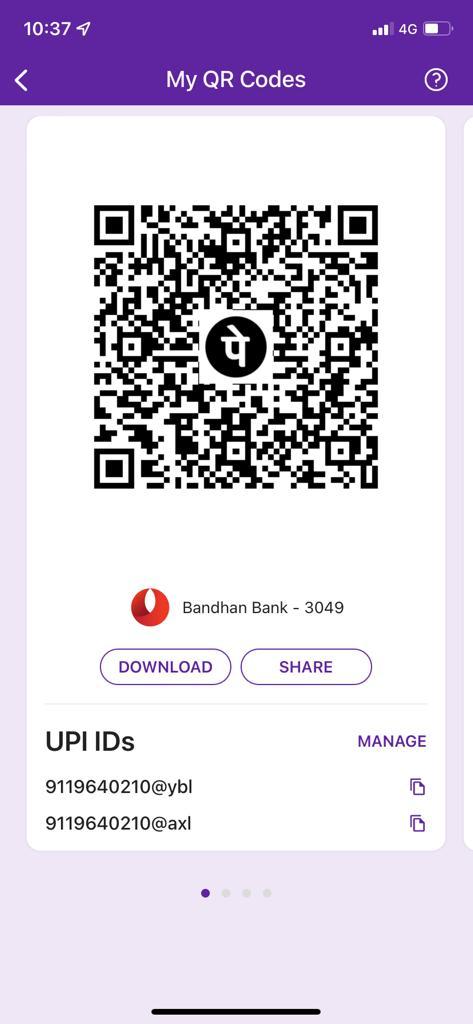 10:37
4G
My QR Codes
?
पे
Bandhan Bank - 3049
DOWNLOAD
SHARE
UPI IDs
MANAGE
9119640210@ybl
9119640210@axl